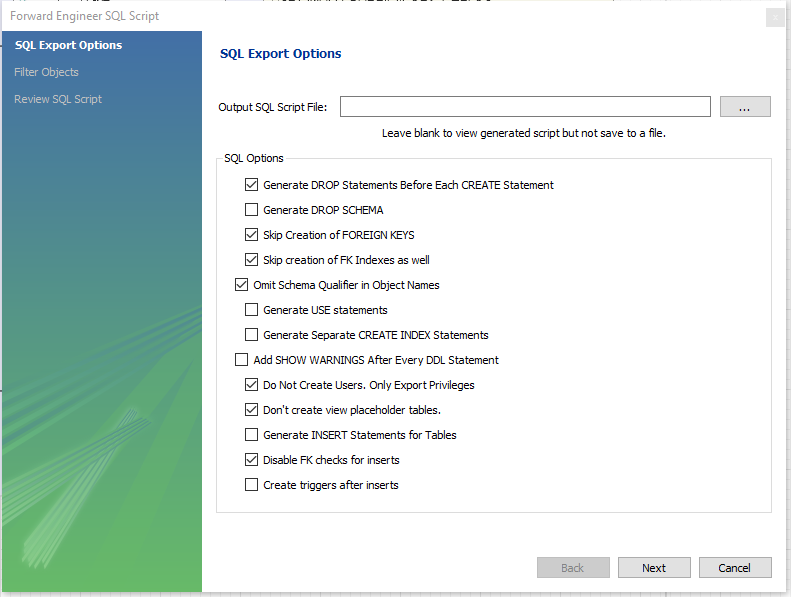 Forward Engineer SQL Script
SQL Export Options
Filter Objects
Review SQL Script
SQL Export Options
Output SQL Script File:
...
Leave blank to view generated script but not save to a file.
SQL Options
Generate DROP Statements Before Each CREATE Statement
Generate DROP SCHEMA
Skip Creation of FOREIGN KEYS
Skip creation of FK Indexes as well
Omit Schema Qualifier in Object Names
Generate USE statements
Generate Separate CREATE INDEX Statements
Add SHOW WARNINGS After Every DDL Statement
Do Not Create Users. Only Export Privileges
Don't create view placeholder tables.
Generate INSERT Statements for Tables
Disable FK checks for inserts
Create triggers after inserts
Back Next Cancel